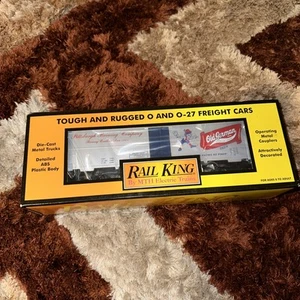 TOUGH AND RUGGED O AND O-27 FREIGHT CARS
Die-Cast
Metal Trucks
Detailed
ABS
Plastic Body
Old German
Operating
Metal
Couplers
Attractively
Decorated
RAIL KING
By MTH Electric Trains